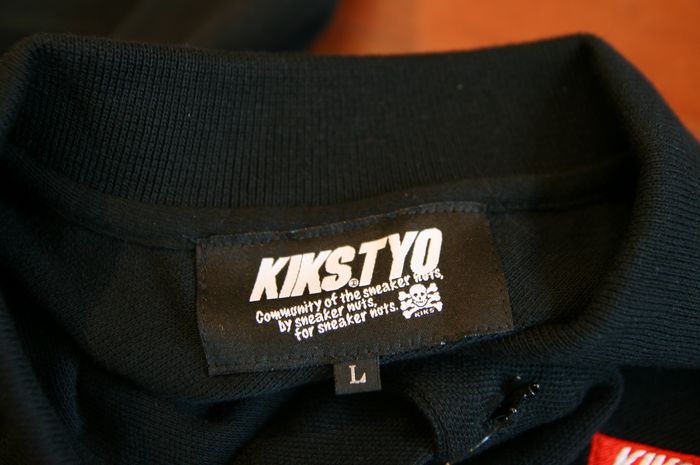 KIKS®TYO
Community of the sneaker nuts,
by sneaker nuts,
for sneaker nuts.
KIKS
L